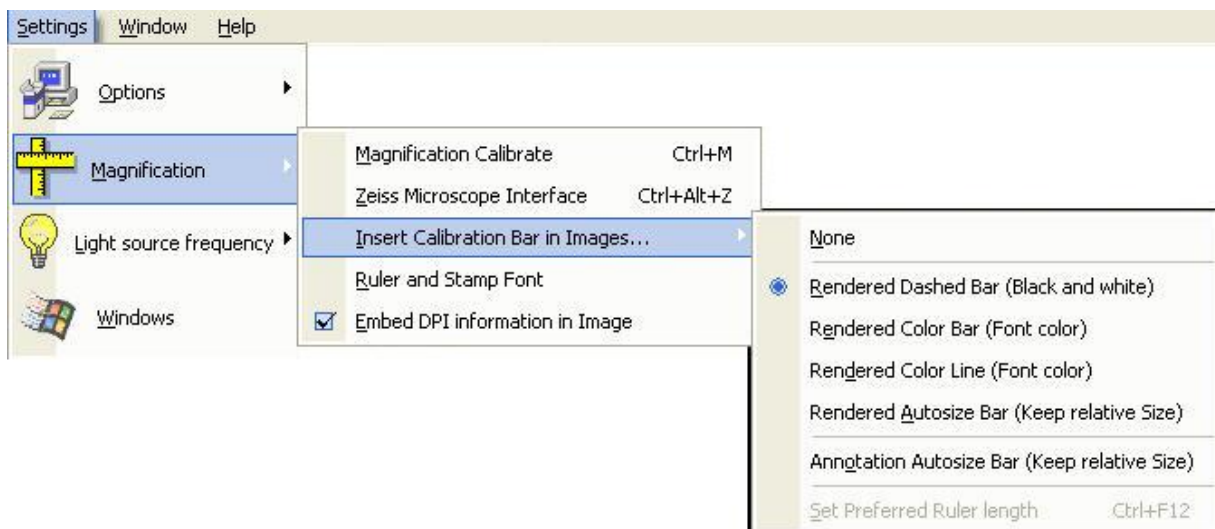 Settings Window Help
Options
Magnification
Light source frequency
Windows
Magnification Calibrate Ctrl+M
Zeiss Microscope Interface Ctrl+Alt+Z
Insert Calibration Bar in Images...
Ruler and Stamp Font
Embed DPI information in Image
None
Rendered Dashed Bar (Black and white)
Rendered Color Bar (Font color)
Rendered Color Line (Font color)
Rendered Autosize Bar (Keep relative Size)
Annotation Autosize Bar (Keep relative Size)
Set Preferred Ruler length Ctrl+F12